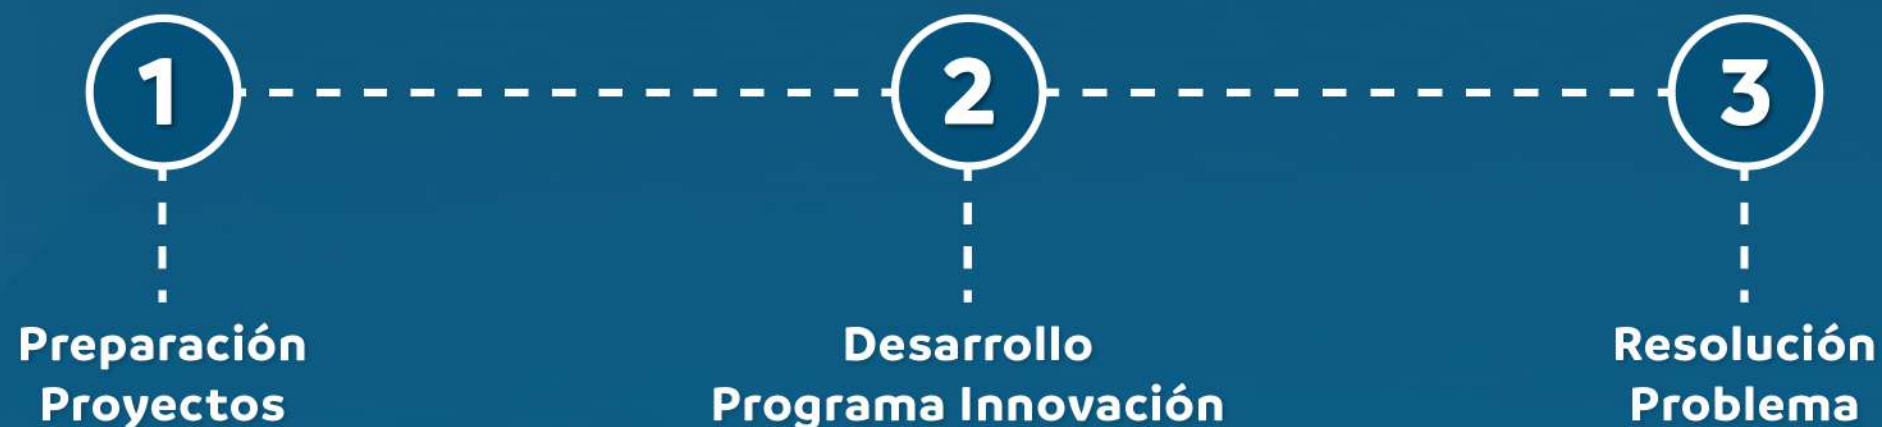 1
2
3
Preparación
Proyectos
Desarrollo
Programa Innovación
Resolución
Problema